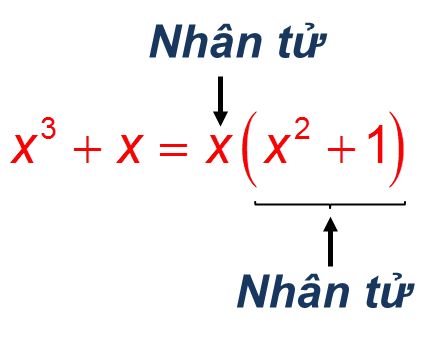 Nhân tử
x³ + x = x(x² + 1)
Nhân tử